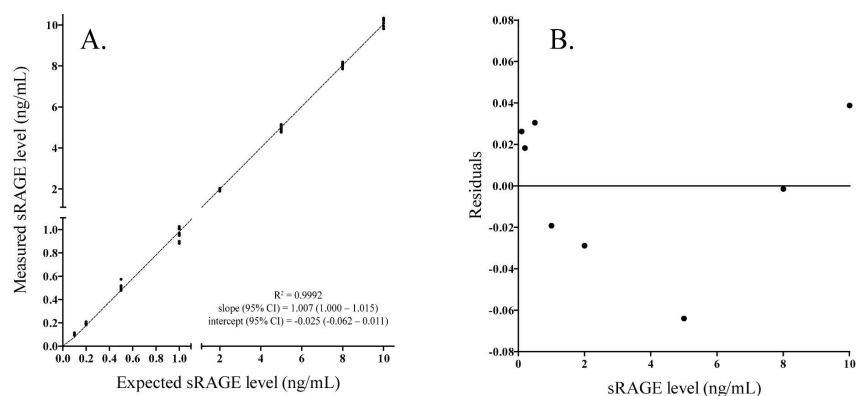 A.
Measured sRAGE level (ng/mL)
10
8
6
4
2
1.0
0.8
0.6
0.4
0.2
0.0
0.0 0.2 0.4 0.6 0.8 1.0 2 4 6 8 10
R² = 0.9992
slope (95% CI) = 1.007 (1.000 – 1.015)
intercept (95% CI) = -0.025 (-0.062 – 0.011)
Expected sRAGE level (ng/mL)
B.
Residuals
0.08
0.06
0.04
0.02
0.00
-0.02
-0.04
-0.06
-0.08
0 2 4 6 8 10
sRAGE level (ng/mL)